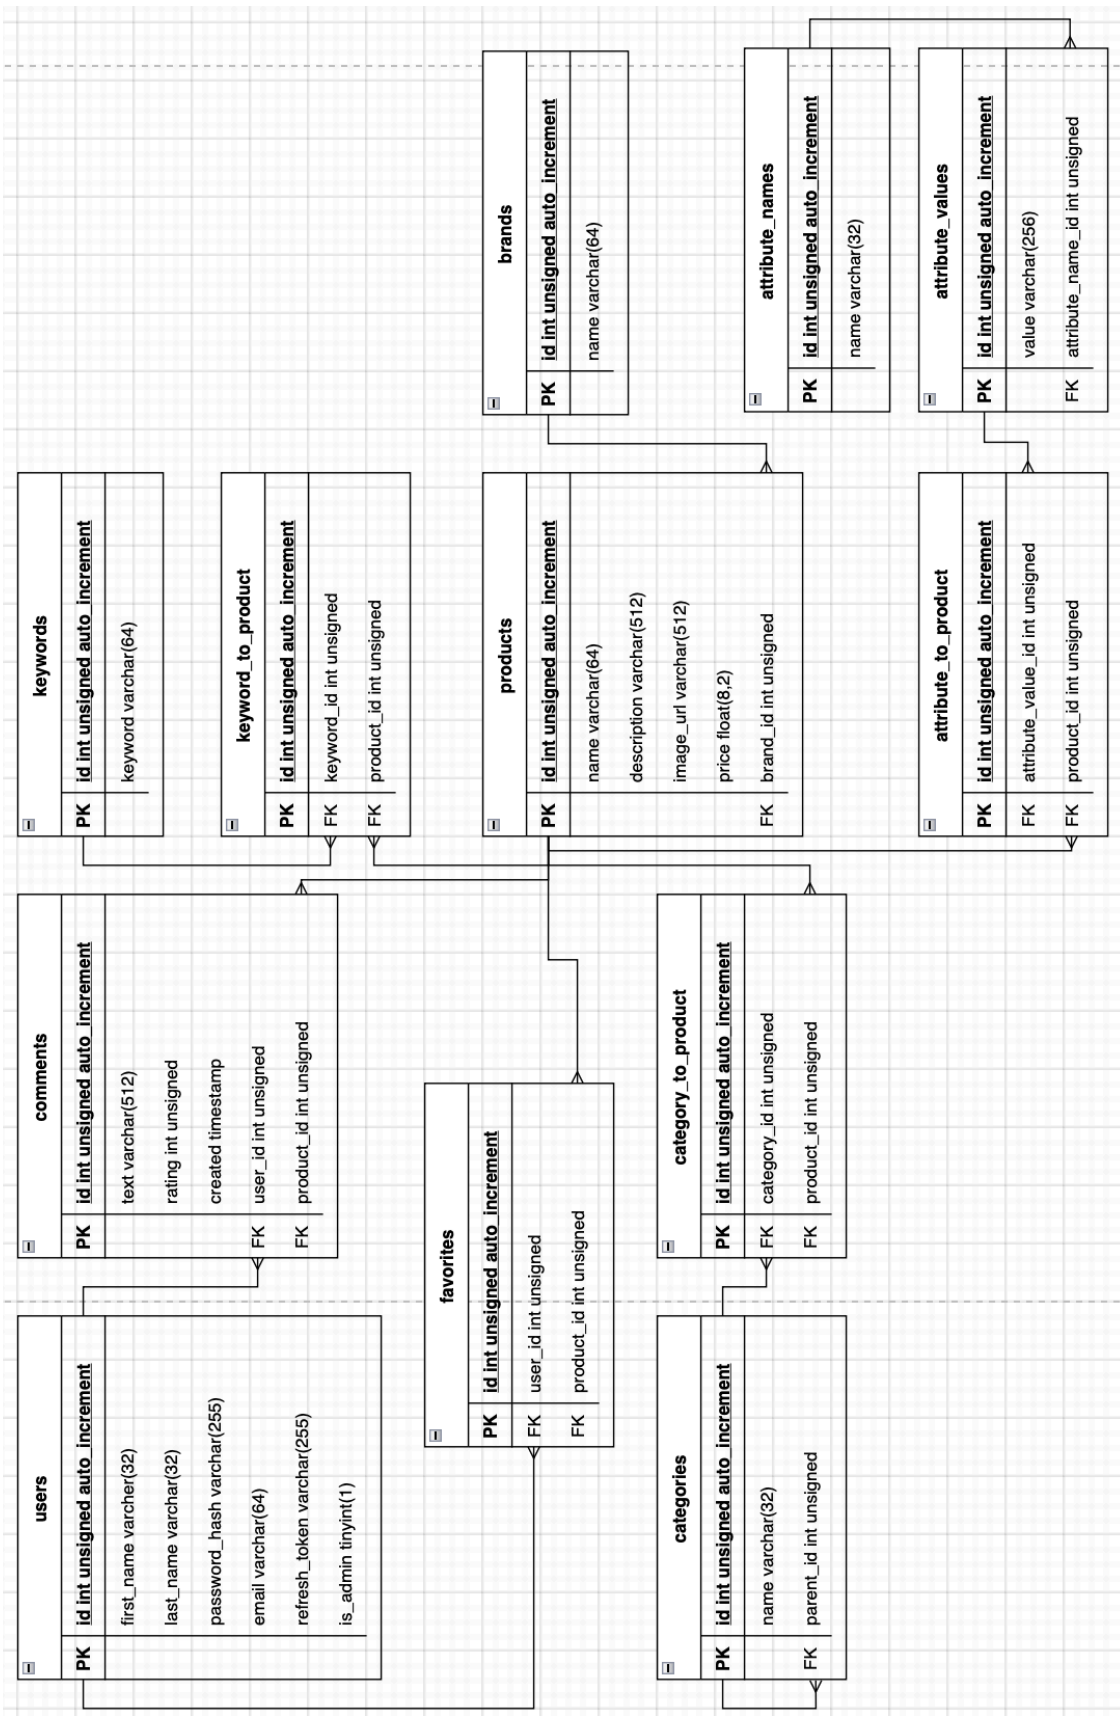 users
PK id int unsigned auto_increment
first_name varcher(32)
last_name varchar(32)
password_hash varchar(255)
email varchar(64)
refresh_token varchar(255)
is_admin tinyint(1)
comments
PK id int unsigned auto_increment
text varchar(512)
rating int unsigned
created timestamp
FK user_id int unsigned
FK product_id int unsigned
keywords
PK id int unsigned auto_increment
keyword varchar(64)
keyword_to_product
PK id int unsigned auto_increment
FK keyword_id int unsigned
FK product_id int unsigned
favorites
PK id int unsigned auto_increment
FK user_id int unsigned
FK product_id int unsigned
products
PK id int unsigned auto_increment
name varchar(64)
description varchar(512)
image_url varchar(512)
price float(8,2)
FK brand_id int unsigned
brands
PK id int unsigned auto_increment
name varchar(64)
categories
PK id int unsigned auto_increment
name varchar(32)
FK parent_id int unsigned
category_to_product
PK id int unsigned auto_increment
FK category_id int unsigned
FK product_id int unsigned
attribute_names
PK id int unsigned auto_increment
name varchar(32)
attribute_to_product
PK id int unsigned auto_increment
FK attribute_value_id int unsigned
FK product_id int unsigned
attribute_values
PK id int unsigned auto_increment
value varchar(256)
FK attribute_name_id int unsigned